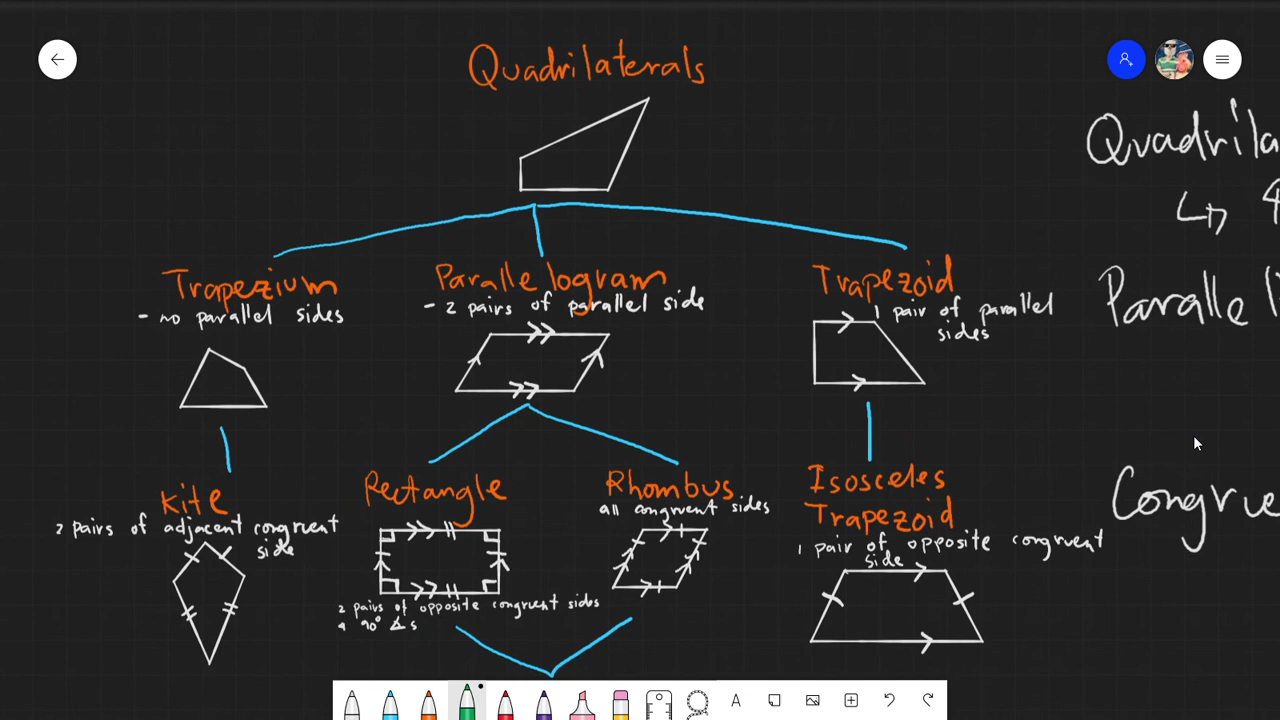 Quadrilaterals
Trapezium
- no parallel sides
Parallelogram
- 2 pairs of parallel side
Trapezoid
1 pair of parallel
sides
Kite
2 pairs of adjacent congruent
side
Rectangle
2 pairs of opposite congruent sides
4 90° ∡s
Rhombus
all congruent sides
Isosceles
Trapezoid
1 pair of opposite congruent
side
Quadrila
↳ 4
Paralle l
Congrue
A